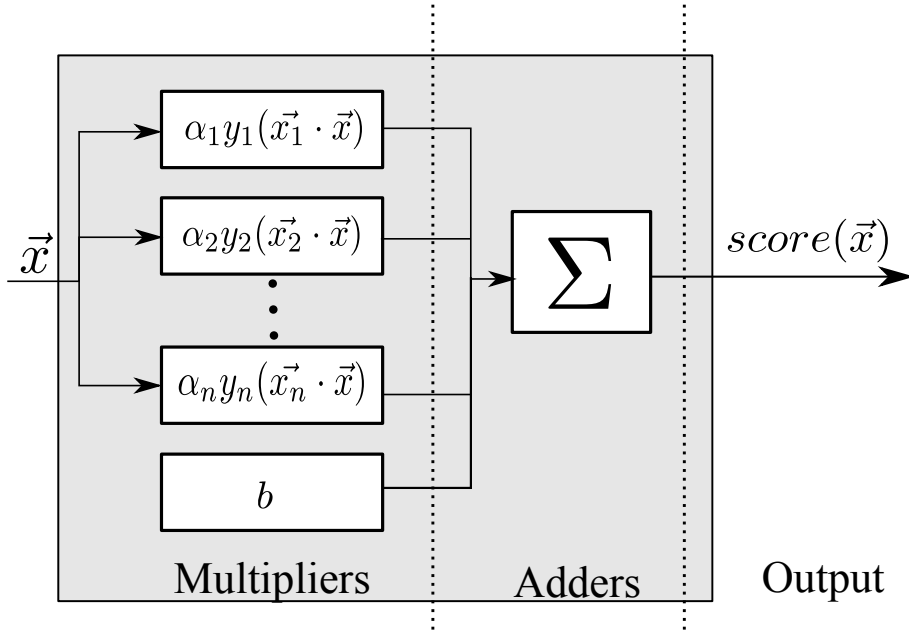 α₁y₁(x⃗₁ · x⃗)
α₂y₂(x⃗₂ · x⃗)
x⃗
score(x⃗)
∑
αₙyₙ(x⃗ₙ · x⃗)
b
Multipliers
Adders
Output